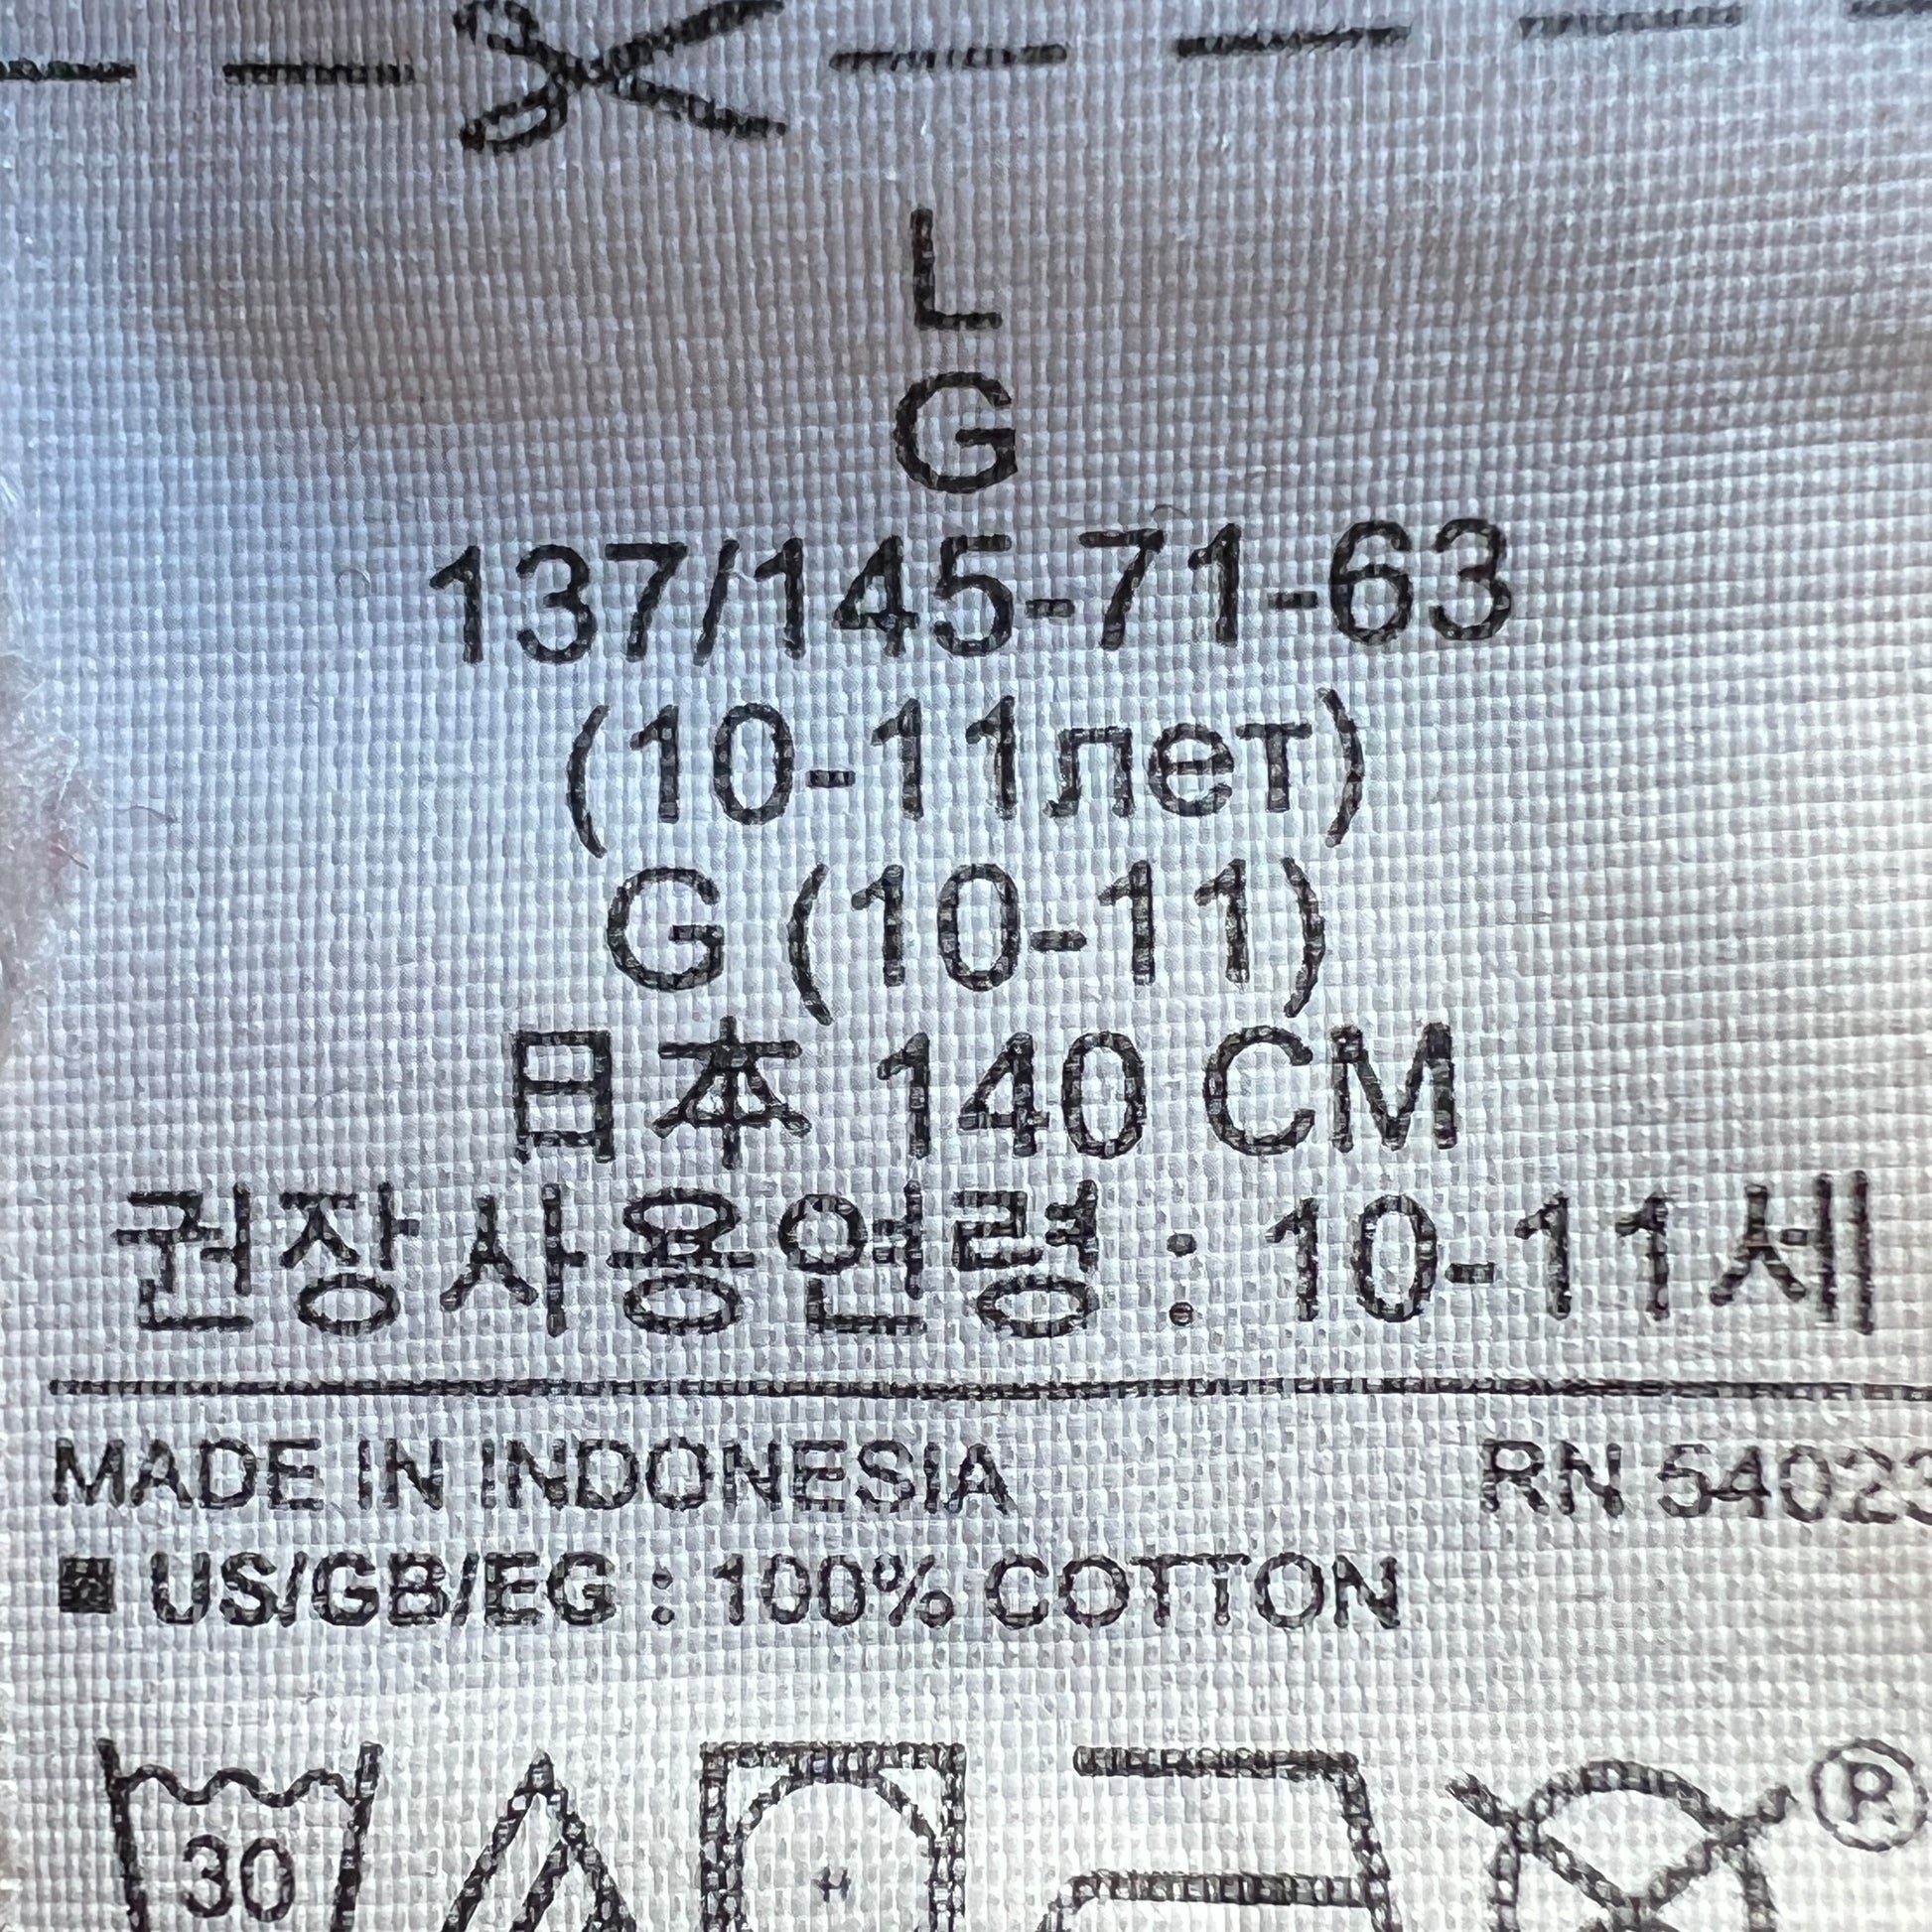 L
G
137/145-71-63
(10-11лет)
G (10-11)
日本 140 CM
권장사용연령 : 10-11세
MADE IN INDONESIA RN 54023
■ US/GB/EG : 100% COTTON
30
P